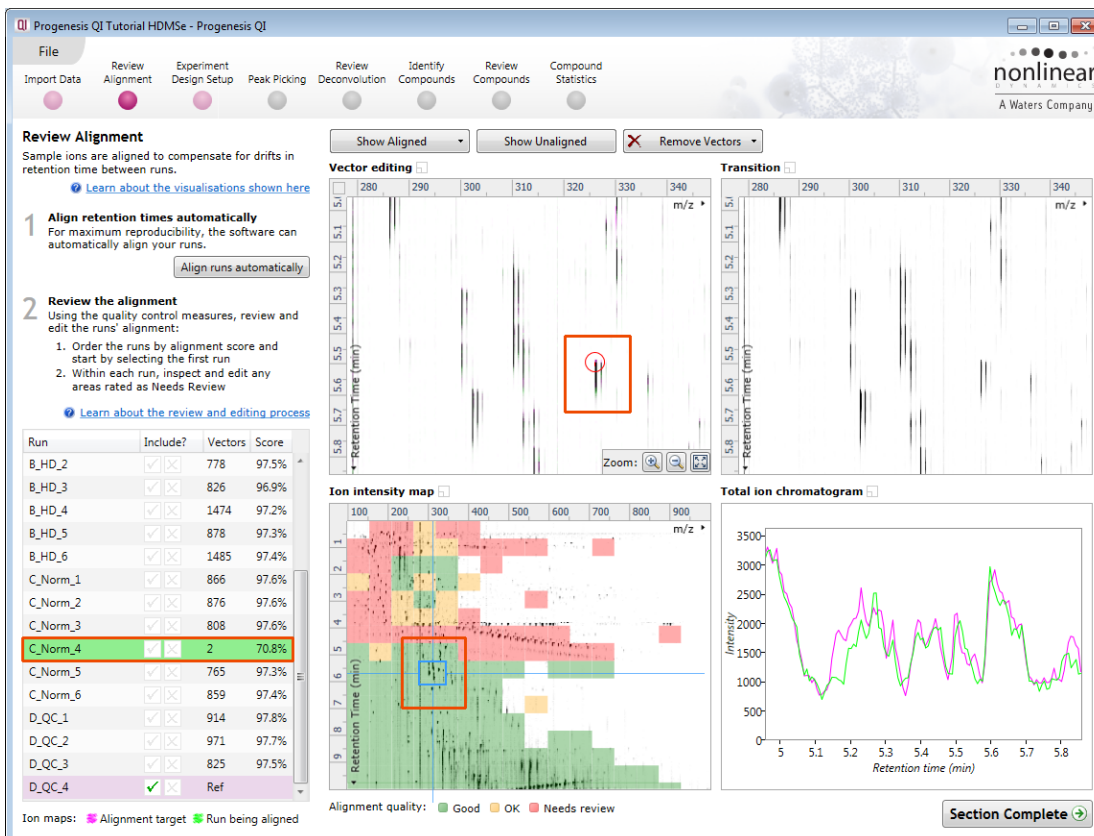 QI Progenesis QI Tutorial HDMSe - Progenesis QI
File
Import Data
Review Alignment
Experiment Design Setup
Peak Picking
Review Deconvolution
Identify Compounds
Review Compounds
Compound Statistics
nonlinear
DYNAMICS
A Waters Company
Review Alignment
Sample ions are aligned to compensate for drifts in
retention time between runs.
Learn about the visualisations shown here
1 Align retention times automatically
For maximum reproducibility, the software can
automatically align your runs.
Align runs automatically
2 Review the alignment
Using the quality control measures, review and
edit the runs' alignment:
1. Order the runs by alignment score and
start by selecting the first run
2. Within each run, inspect and edit any
areas rated as Needs Review
Learn about the review and editing process
Run Include? Vectors Score
B_HD_2 778 97.5%
B_HD_3 826 96.9%
B_HD_4 1474 97.2%
B_HD_5 878 97.3%
B_HD_6 1485 97.4%
C_Norm_1 866 97.6%
C_Norm_2 876 97.6%
C_Norm_3 808 97.6%
C_Norm_4 2 70.8%
C_Norm_5 765 97.3%
C_Norm_6 859 97.4%
D_QC_1 914 97.8%
D_QC_2 971 97.7%
D_QC_3 825 97.5%
D_QC_4 Ref
Ion maps: Alignment target Run being aligned
Show Aligned
Show Unaligned
Remove Vectors
Vector editing
280 290 300 310 320 330 340
m/z
5.1
5.2
5.3
5.4
5.5
5.6
5.7
5.8
Retention Time (min)
Zoom:
Transition
280 290 300 310 320 330 340
m/z
5.1
5.2
5.3
5.4
5.5
5.6
5.7
5.8
Retention Time (min)
Ion intensity map
100 200 300 400 500 600 700 800 900
m/z
1
2
3
4
5
6
7
8
9
Retention Time (min)
Alignment quality: Good OK Needs review
Total ion chromatogram
3500
3000
2500
2000
1500
1000
500
0
Intensity
5 5.1 5.2 5.3 5.4 5.5 5.6 5.7 5.8
Retention time (min)
Section Complete